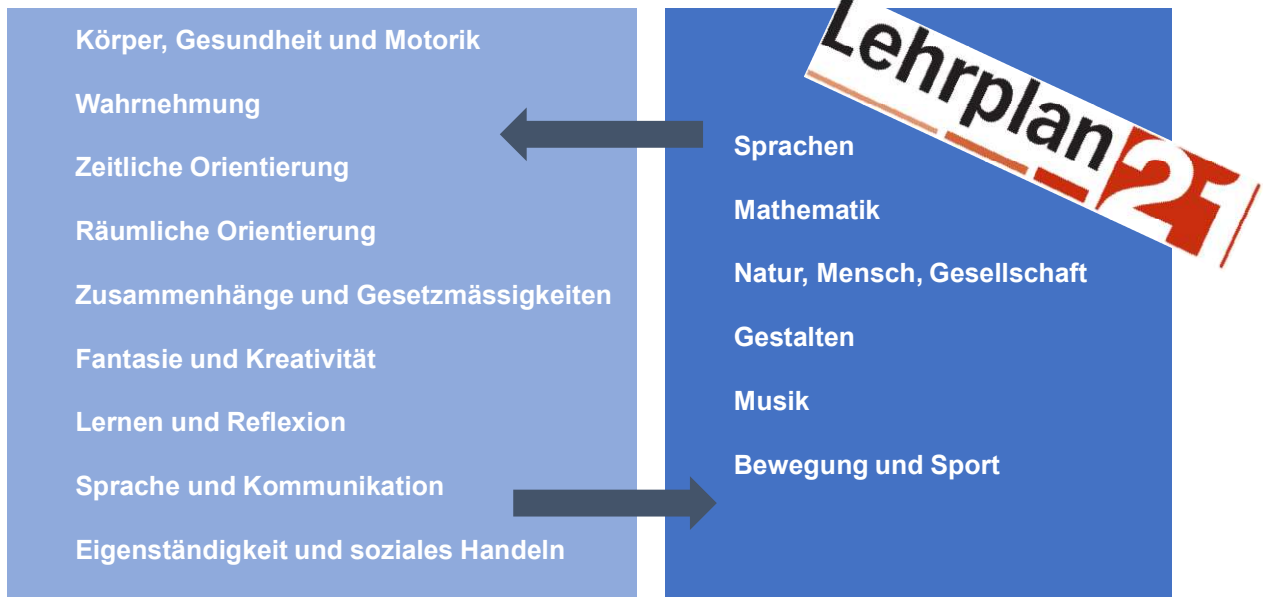 Körper, Gesundheit und Motorik
Wahrnehmung
Zeitliche Orientierung
Räumliche Orientierung
Zusammenhänge und Gesetzmässigkeiten
Fantasie und Kreativität
Lernen und Reflexion
Sprache und Kommunikation
Eigenständigkeit und soziales Handeln
Lehrplan 21
Sprachen
Mathematik
Natur, Mensch, Gesellschaft
Gestalten
Musik
Bewegung und Sport